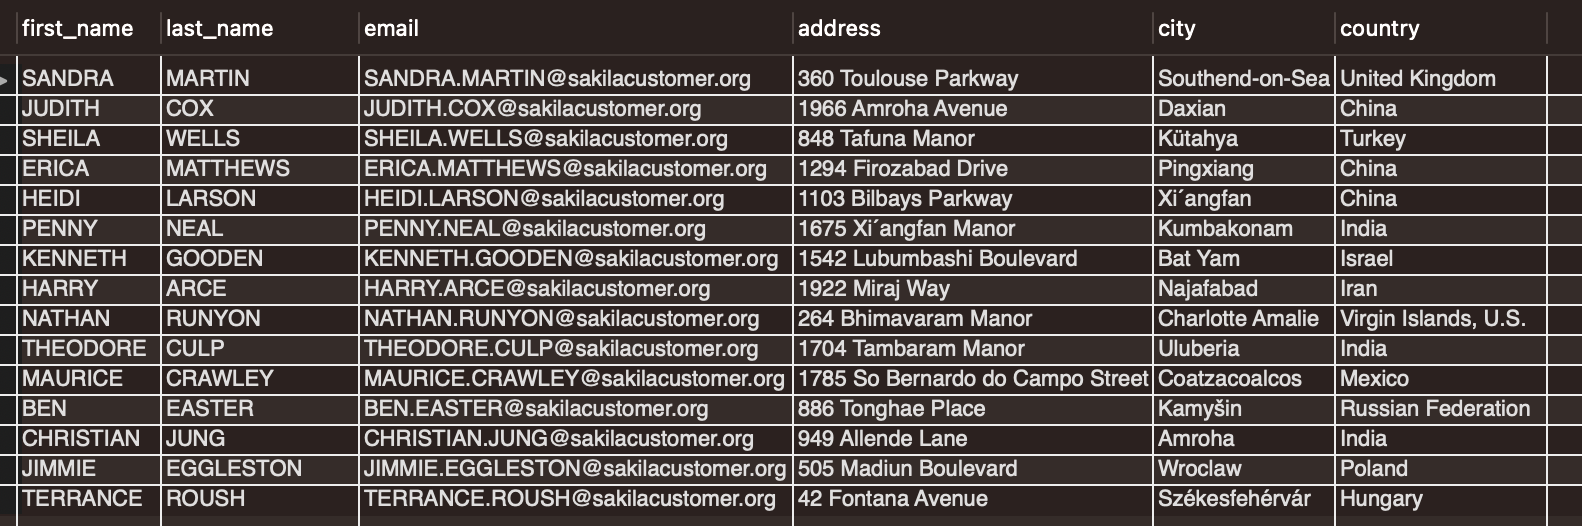 first_name last_name email address city country
SANDRA MARTIN SANDRA.MARTIN@sakilacustomer.org 360 Toulouse Parkway Southend-on-Sea United Kingdom
JUDITH COX JUDITH.COX@sakilacustomer.org 1966 Amroha Avenue Daxian China
SHEILA WELLS SHEILA.WELLS@sakilacustomer.org 848 Tafuna Manor Kütahya Turkey
ERICA MATTHEWS ERICA.MATTHEWS@sakilacustomer.org 1294 Firozabad Drive Pingxiang China
HEIDI LARSON HEIDI.LARSON@sakilacustomer.org 1103 Bilbays Parkway Xi´angfan China
PENNY NEAL PENNY.NEAL@sakilacustomer.org 1675 Xi´angfan Manor Kumbakonam India
KENNETH GOODEN KENNETH.GOODEN@sakilacustomer.org 1542 Lubumbashi Boulevard Bat Yam Israel
HARRY ARCE HARRY.ARCE@sakilacustomer.org 1922 Miraj Way Najafabad Iran
NATHAN RUNYON NATHAN.RUNYON@sakilacustomer.org 264 Bhimavaram Manor Charlotte Amalie Virgin Islands, U.S.
THEODORE CULP THEODORE.CULP@sakilacustomer.org 1704 Tambaram Manor Uluberia India
MAURICE CRAWLEY MAURICE.CRAWLEY@sakilacustomer.org 1785 So Bernardo do Campo Street Coatzacoalcos Mexico
BEN EASTER BEN.EASTER@sakilacustomer.org 886 Tonghae Place Kamyšin Russian Federation
CHRISTIAN JUNG CHRISTIAN.JUNG@sakilacustomer.org 949 Allende Lane Amroha India
JIMMIE EGGLESTON JIMMIE.EGGLESTON@sakilacustomer.org 505 Madiun Boulevard Wroclaw Poland
TERRANCE ROUSH TERRANCE.ROUSH@sakilacustomer.org 42 Fontana Avenue Székesfehérvár Hungary